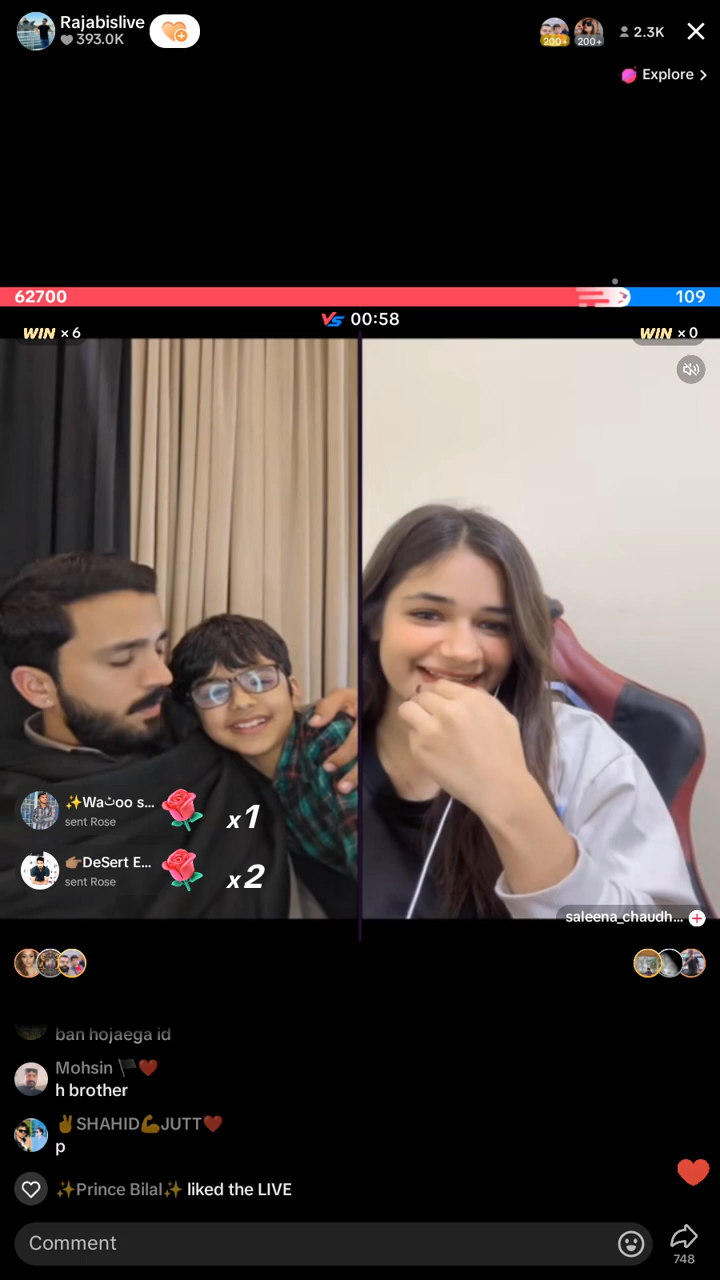 Rajabislive
393.0K
200+
200+
2.3K
Explore
62700
109
VS 00:58
WIN × 6
WIN × 0
✨Waتoo s...
sent Rose
x1
👉🏽DeSert E...
sent Rose
x2
saleena_chaudh...
ban hojaega id
Mohsin 🏴❤️
h brother
✌️SHAHID💪JUTT❤️
p
✨Prince Bilal✨ liked the LIVE
Comment
748